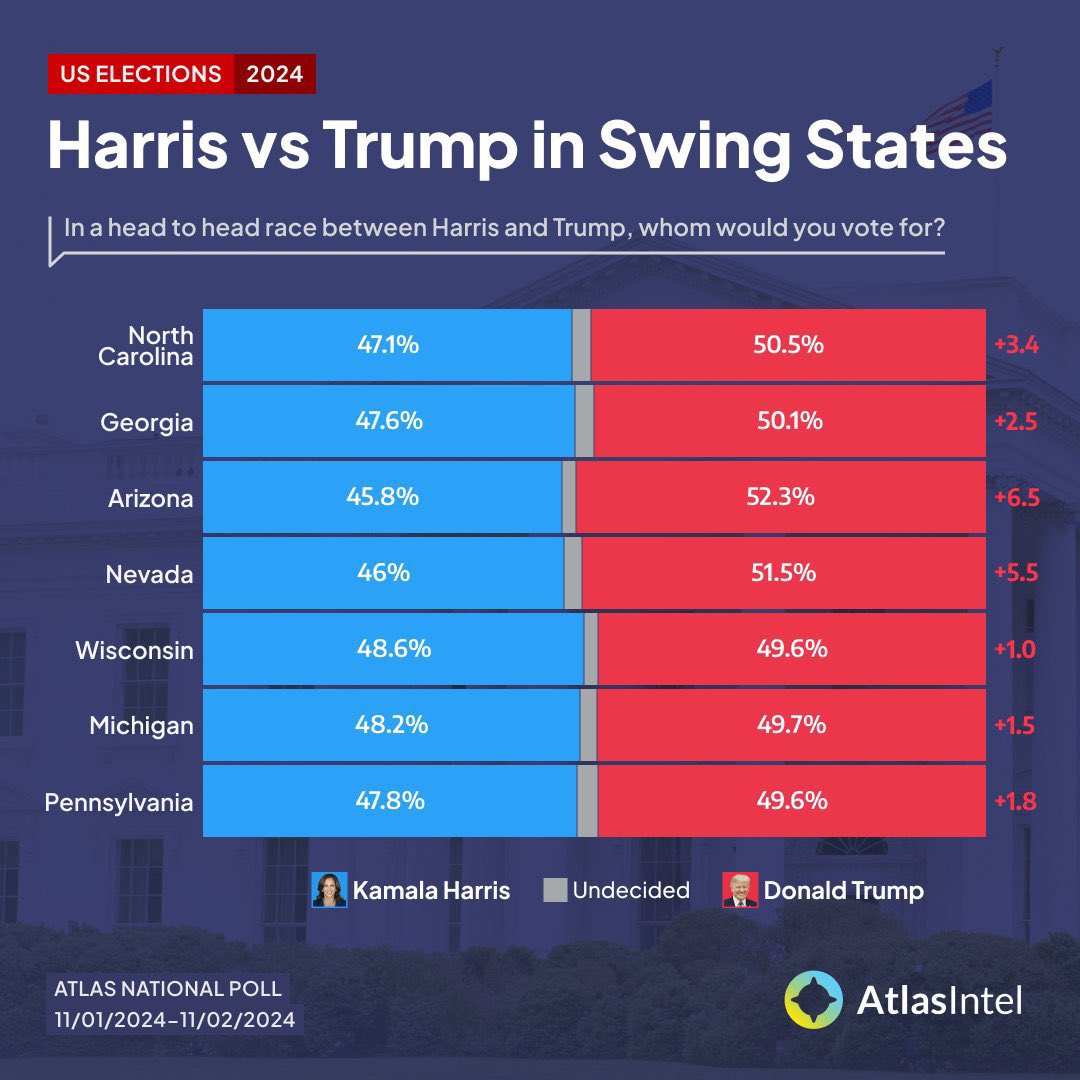 US ELECTIONS 2024
Harris vs Trump in Swing States
In a head to head race between Harris and Trump, whom would you vote for?
North
Carolina
47.1% 50.5% +3.4
Georgia 47.6% 50.1% +2.5
Arizona 45.8% 52.3% +6.5
Nevada 46% 51.5% +5.5
Wisconsin 48.6% 49.6% +1.0
Michigan 48.2% 49.7% +1.5
Pennsylvania 47.8% 49.6% +1.8
Kamala Harris Undecided Donald Trump
ATLAS NATIONAL POLL
11/01/2024-11/02/2024
AtlasIntel